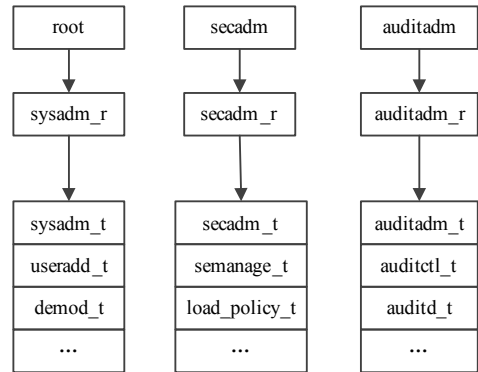 root
secadm
auditadm
sysadm_r
secadm_r
auditadm_r
sysadm_t
secadm_t
auditadm_t
useradd_t
semanage_t
auditctl_t
demod_t
load_policy_t
auditd_t
...
...
...